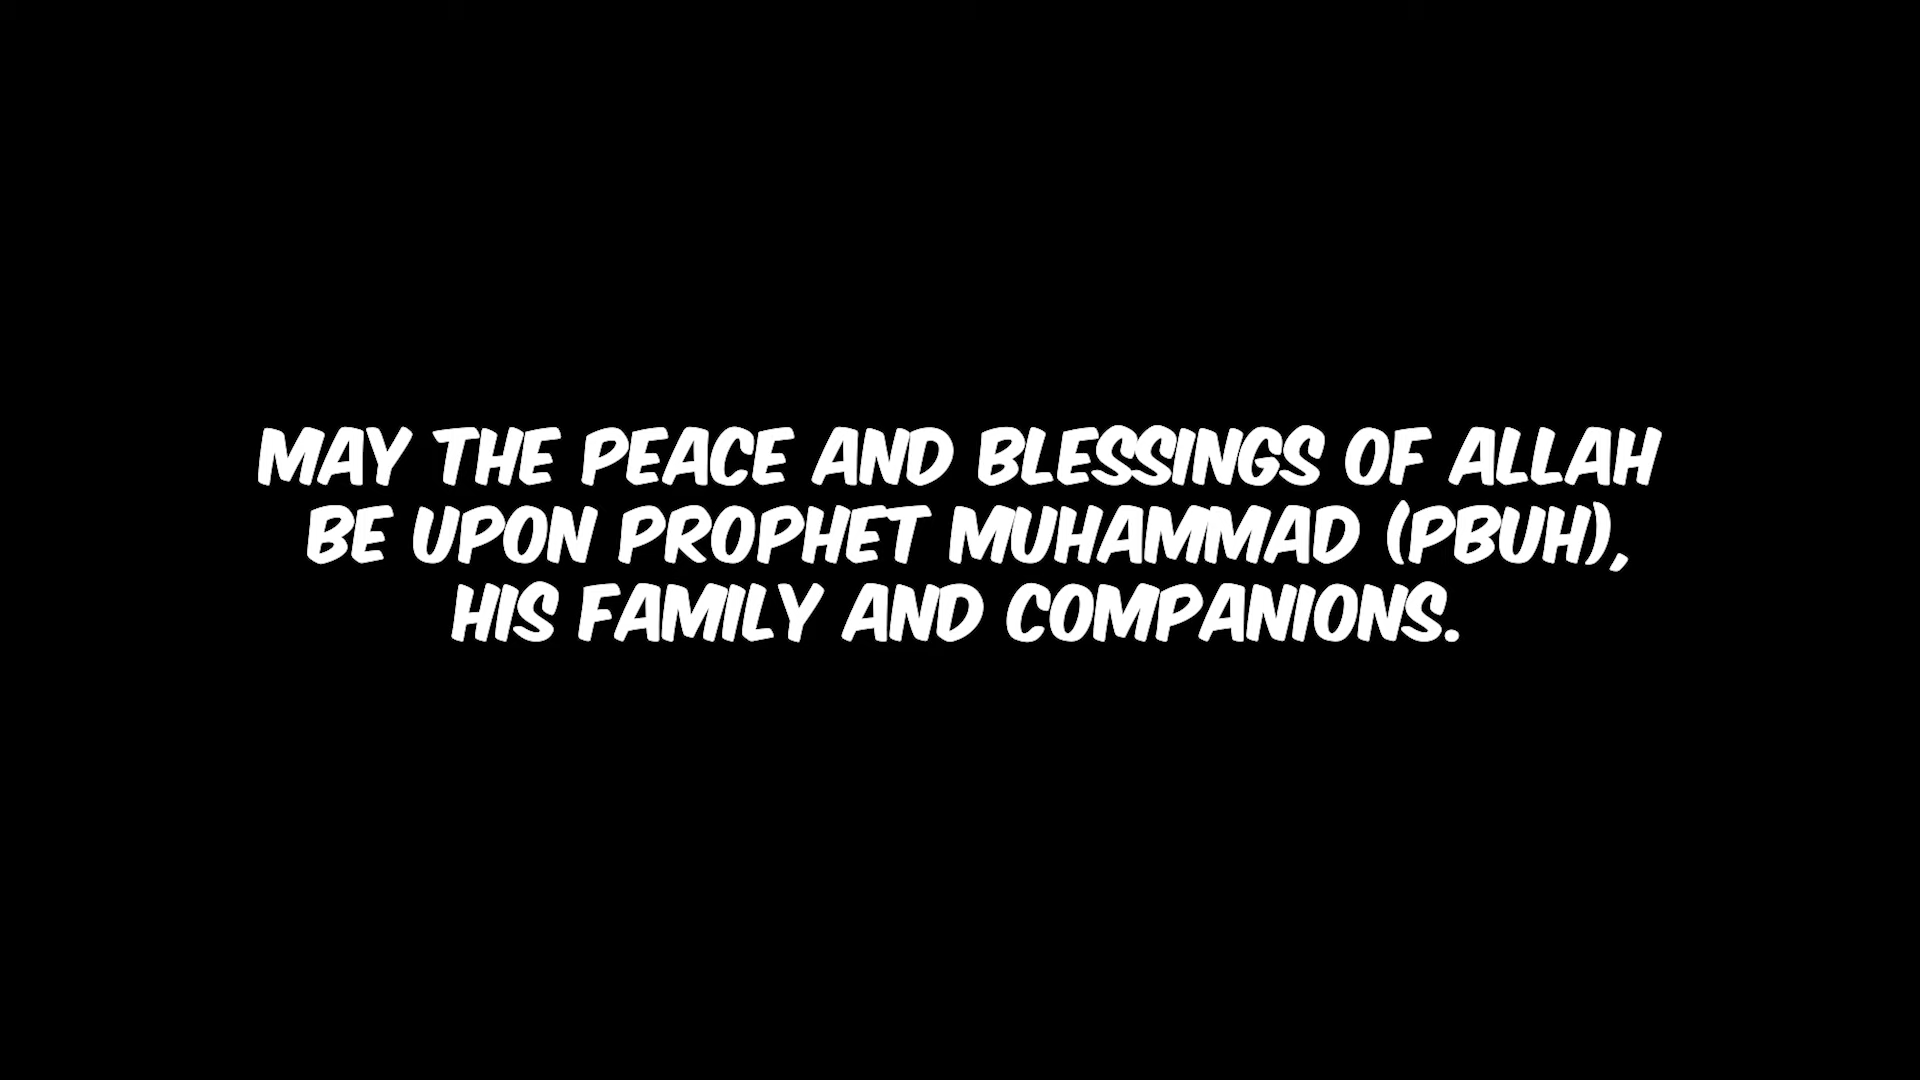 MAY THE PEACE AND BLESSINGS OF ALLAH
BE UPON PROPHET MUHAMMAD (PBUH),
HIS FAMILY AND COMPANIONS.